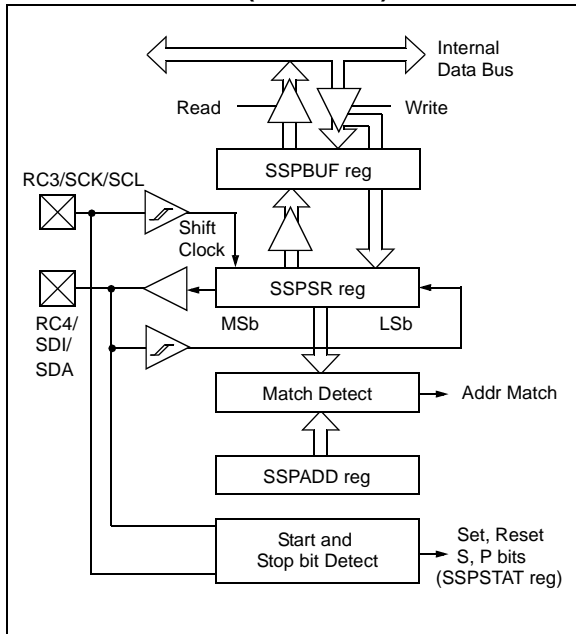 Internal
Data Bus
Read
Write
SSPBUF reg
RC3/SCK/SCL
Shift
Clock
SSPSR reg
MSb
LSb
RC4/
SDI/
SDA
Match Detect
Addr Match
SSPADD reg
Start and
Stop bit Detect
Set, Reset
S, P bits
(SSPSTAT reg)